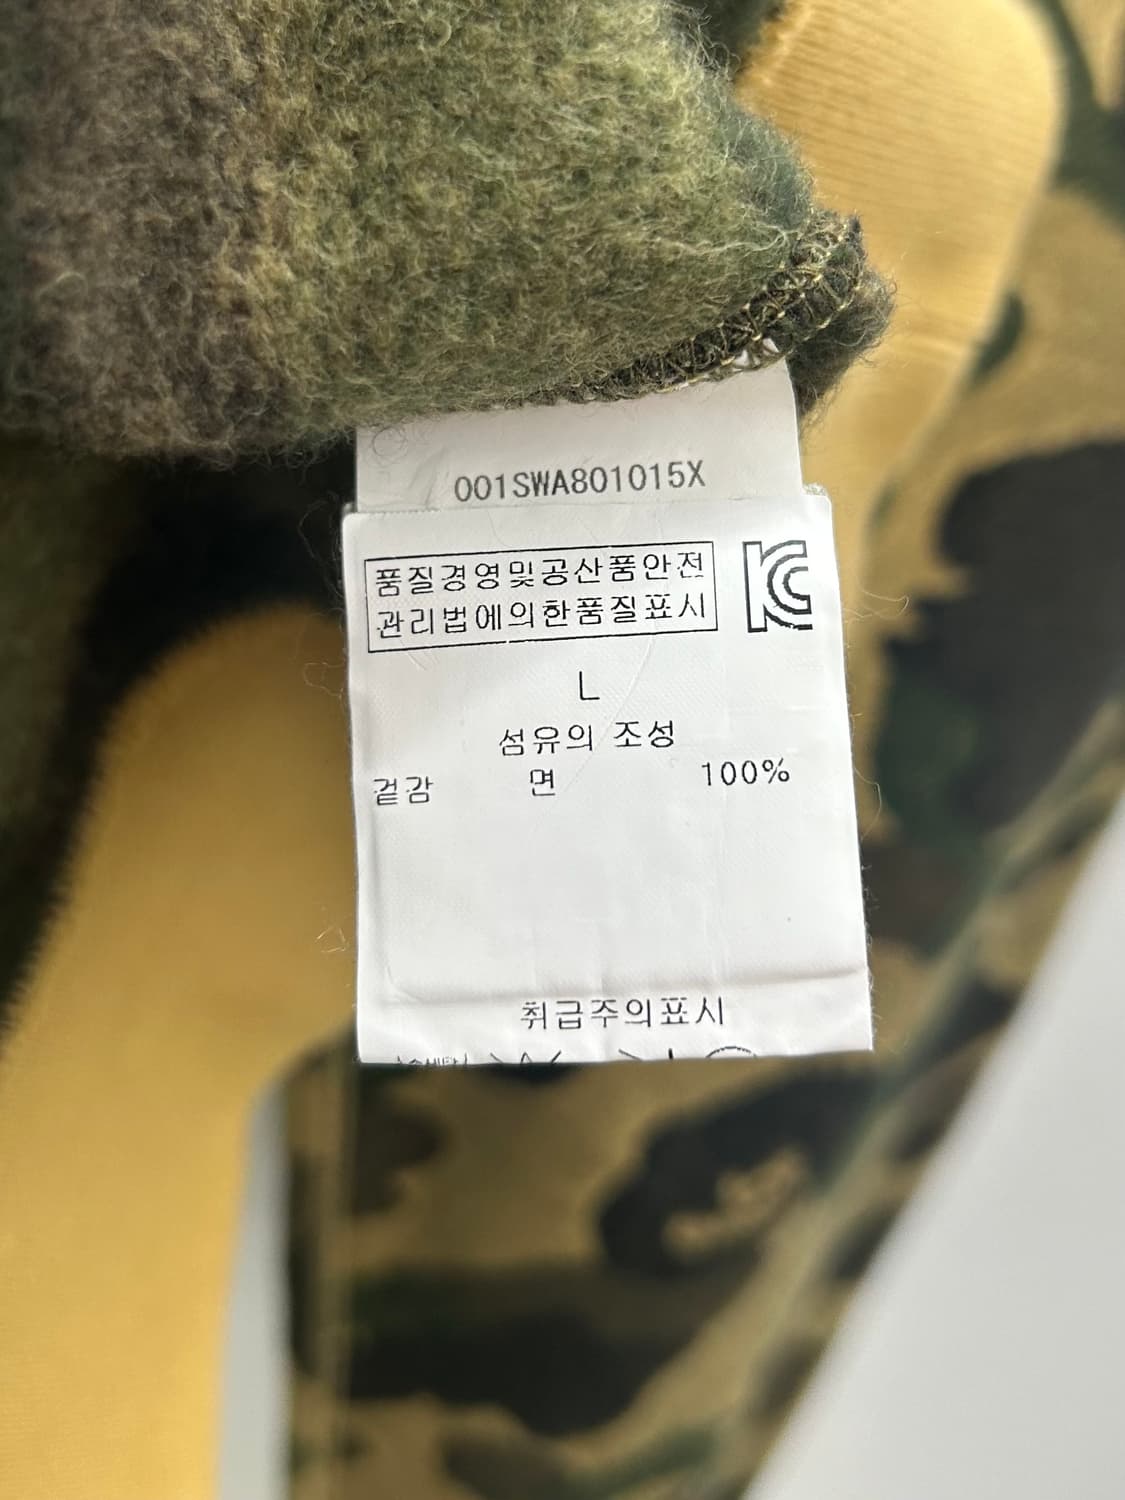 001SWA801015X
품질경영및공산품안전
관리법에의한품질표시
KC
L
섬유의 조성
겉감 면 100%
취급주의표시